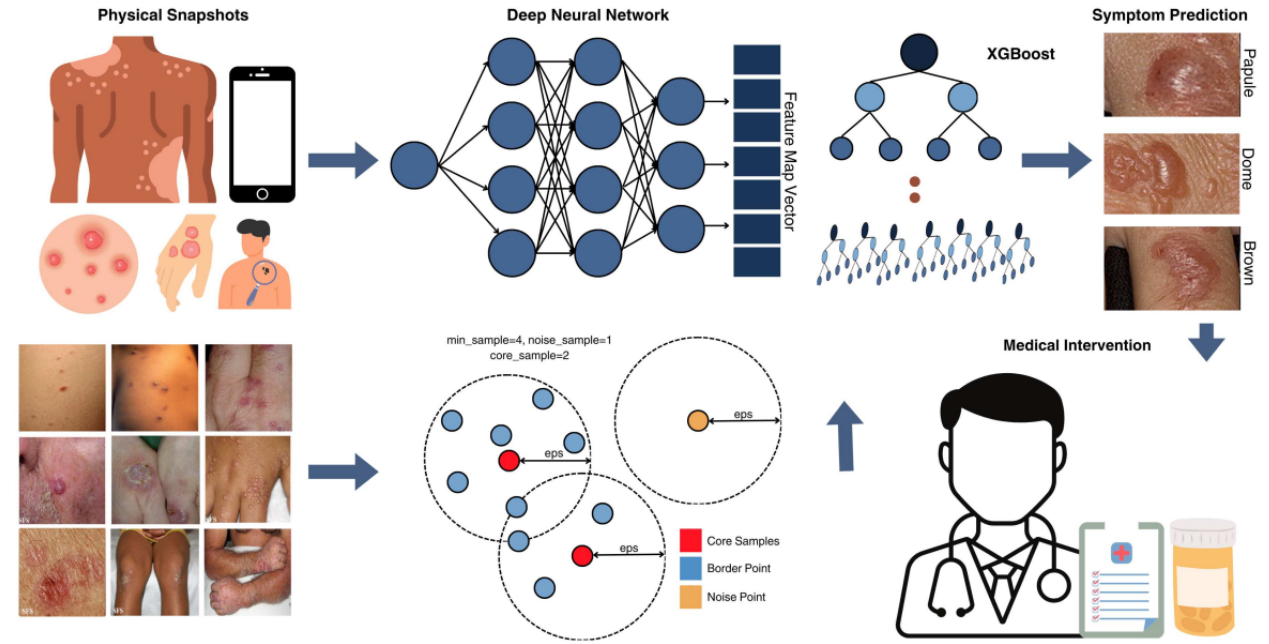 Physical Snapshots
Deep Neural Network
Feature Map Vector
XGBoost
Symptom Prediction
Papule
Dome
Brown
min_sample=4, noise_sample=1
core_sample=2
eps
eps
eps
Core Samples
Border Point
Noise Point
Medical Intervention
SFS
SFS
SFS